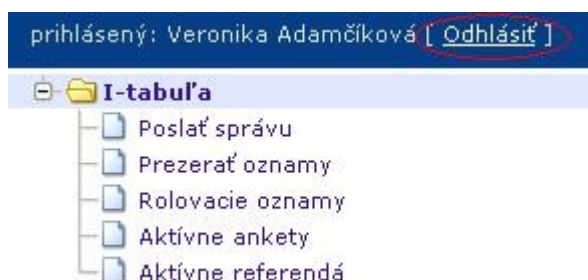 prihlásený: Veronika Adamčíková [ Odhlásiť ]
I-tabuľa
Poslať správu
Prezerať oznamy
Rolovacie oznamy
Aktívne ankety
Aktívne referendá